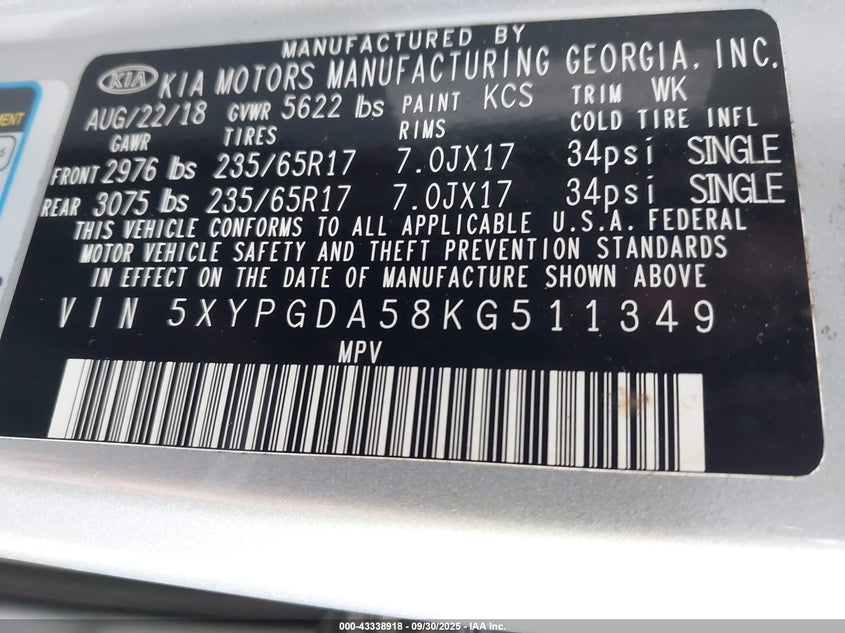 MANUFACTURED BY
KIA KIA MOTORS MANUFACTURING GEORGIA, INC.
AUG/22/18 GVWR 5622 lbs PAINT KCS TRIM WK
GAWR TIRES RIMS COLD TIRE INFL
FRONT 2976 lbs 235/65R17 7.0JX17 34psi SINGLE
REAR 3075 lbs 235/65R17 7.0JX17 34psi SINGLE
THIS VEHICLE CONFORMS TO ALL APPLICABLE U.S.A. FEDERAL
MOTOR VEHICLE SAFETY AND THEFT PREVENTION STANDARDS
IN EFFECT ON THE DATE OF MANUFACTURE SHOWN ABOVE
VIN 5XYPGDA58KG511349
MPV
000-43338918 - 09/30/2025 - IAA Inc.